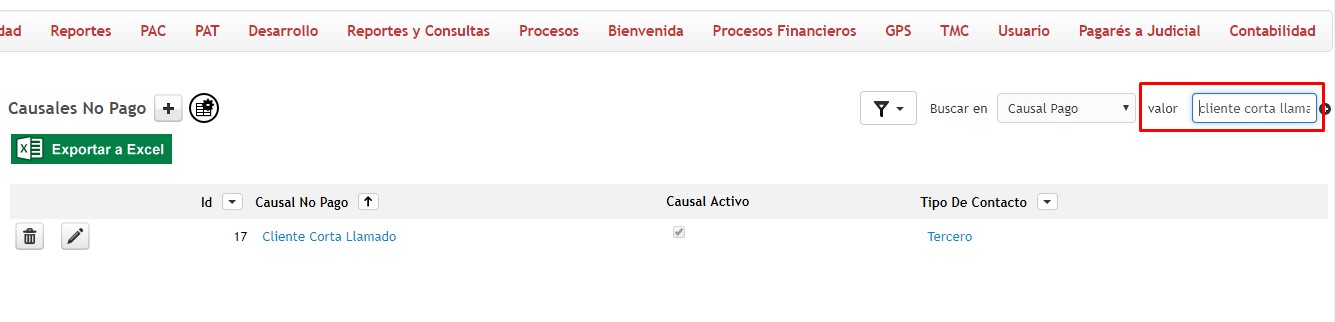 dad Reportes PAC PAT Desarrollo Reportes y Consultas Procesos Bienvenida Procesos Financieros GPS TMC Usuario Pagarés a Judicial Contabilidad
Causales No Pago Buscar en Causal Pago valor cliente corta llama
Exportar a Excel
Id Causal No Pago Causal Activo Tipo De Contacto
17 Cliente Corta Llamado Tercero